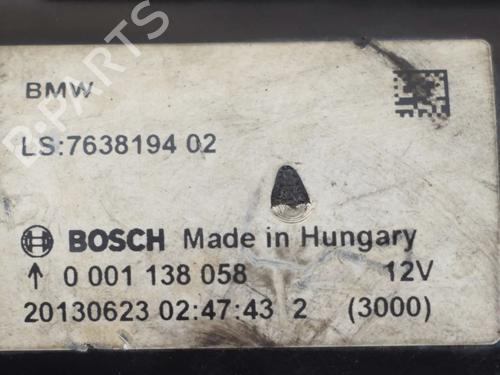 B-PARTS
BMW
LS:7638194 02
BOSCH Made in Hungary
↑ 0 001 138 058 12V
20130623 02:47:43 2 (3000)